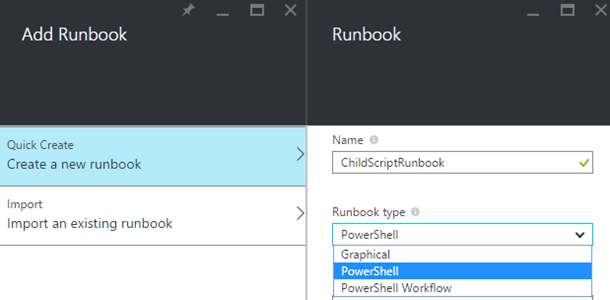 Add Runbook
Quick Create
Create a new runbook
Import
Import an existing runbook
Runbook
Name
ChildScriptRunbook
Runbook type
PowerShell
Graphical
PowerShell
PowerShell Workflow